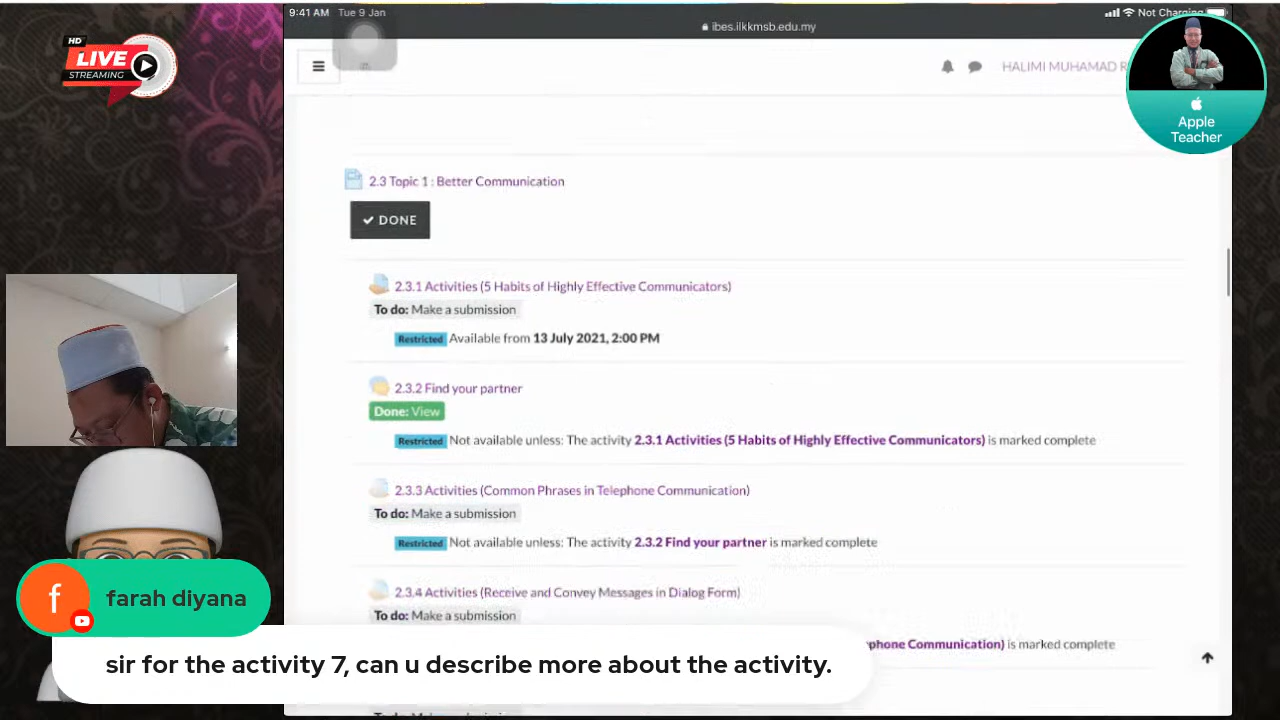 9:41 AM Tue 9 Jan
Not Charging
ibes.ilkkmsb.edu.my
HD
LIVE
STREAMING
HALIMI MUHAMAD R
Apple
Teacher
2.3 Topic 1 : Better Communication
✔ DONE
2.3.1 Activities (5 Habits of Highly Effective Communicators)
To do: Make a submission
Restricted Available from 13 July 2021, 2:00 PM
2.3.2 Find your partner
Done: View
Restricted Not available unless: The activity 2.3.1 Activities (5 Habits of Highly Effective Communicators) is marked complete
2.3.3 Activities (Common Phrases in Telephone Communication)
To do: Make a submission
Restricted Not available unless: The activity 2.3.2 Find your partner is marked complete
2.3.4 Activities (Receive and Convey Messages in Dialog Form)
To do: Make a submission
phone Communication) is marked complete
f
farah diyana
sir for the activity 7, can u describe more about the activity.